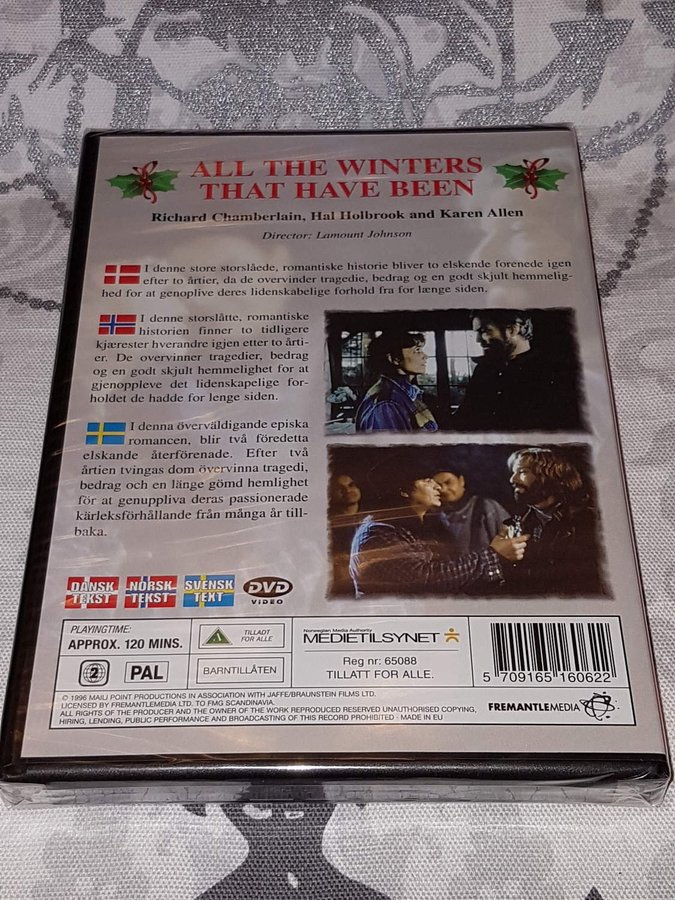 ALL THE WINTERS
THAT HAVE BEEN
Richard Chamberlain, Hal Holbrook and Karen Allen
Director; Lamount Johnson
I denne store storslåede, romantiske historie bliver to elskende forenede igen
efter to årtier, da de overvinder tragedie, bedrag og en godt skjult hemmelig-
hed for at genoplive deres lidenskabelige forhold fra for længe siden.
I denne storslåtte, romantiske
historien finner to tidligere
kjærester hverandre igjen etter to årti-
er. De overvinner tragedier, bedrag
og en godt skjult hemmelighet for at
gjenoppleve det lidenskapelige for-
holdet de hadde for lenge siden.
I denna överväldigande episka
romancen, blir två föredetta
elskande återförenade. Efter två
årtien tvingas dom övervinna tragedi,
bedrag och en länge gömd hemlighet
för at genuppliva deras passionerade
kärleksförhållande från många år till-
baka.
DANSK TEKST
NORSK TEKST
SVENSK TEXT
DVD VIDEO
PLAYINGTIME:
APPROX. 120 MINS.
2
PAL
A
TILLADT
FOR ALLE
BARNTILLÅTEN
Norwegian Media Authority
MEDIETILSYNET
Reg nr: 65088
TILLATT FOR ALLE.
5 709165 160622
FREMANTLEMEDIA
© 1996 MAILI POINT PRODUCTIONS IN ASSOCIATION WITH JAFFE/BRAUNSTEIN FILMS LTD.
LICENSED BY FREMANTLEMEDIA LTD. TO FMG SCANDINAVIA.
ALL RIGHTS OF THE PRODUCER AND THE OWNER OF THE WORK REPRODUCED RESERVED UNAUTHORISED COPYING,
HIRING, LENDING, PUBLIC PERFORMANCE AND BROADCASTING OF THIS RECORD PROHIBITED - MADE IN EU